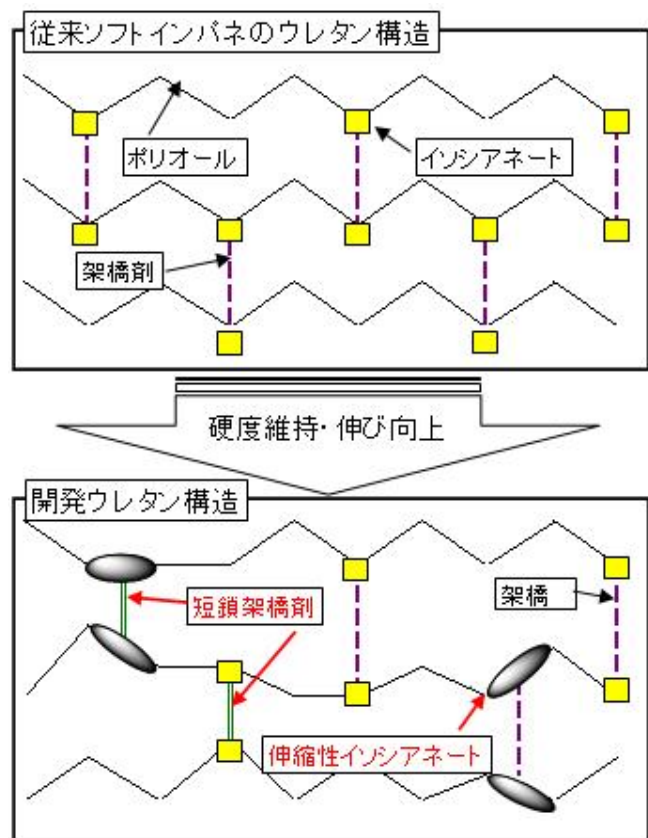 従来ソフトインパネのウレタン構造
ポリオール
イソシアネート
架橋剤
硬度維持・伸び向上
開発ウレタン構造
短鎖架橋剤
架橋
伸縮性イソシアネート